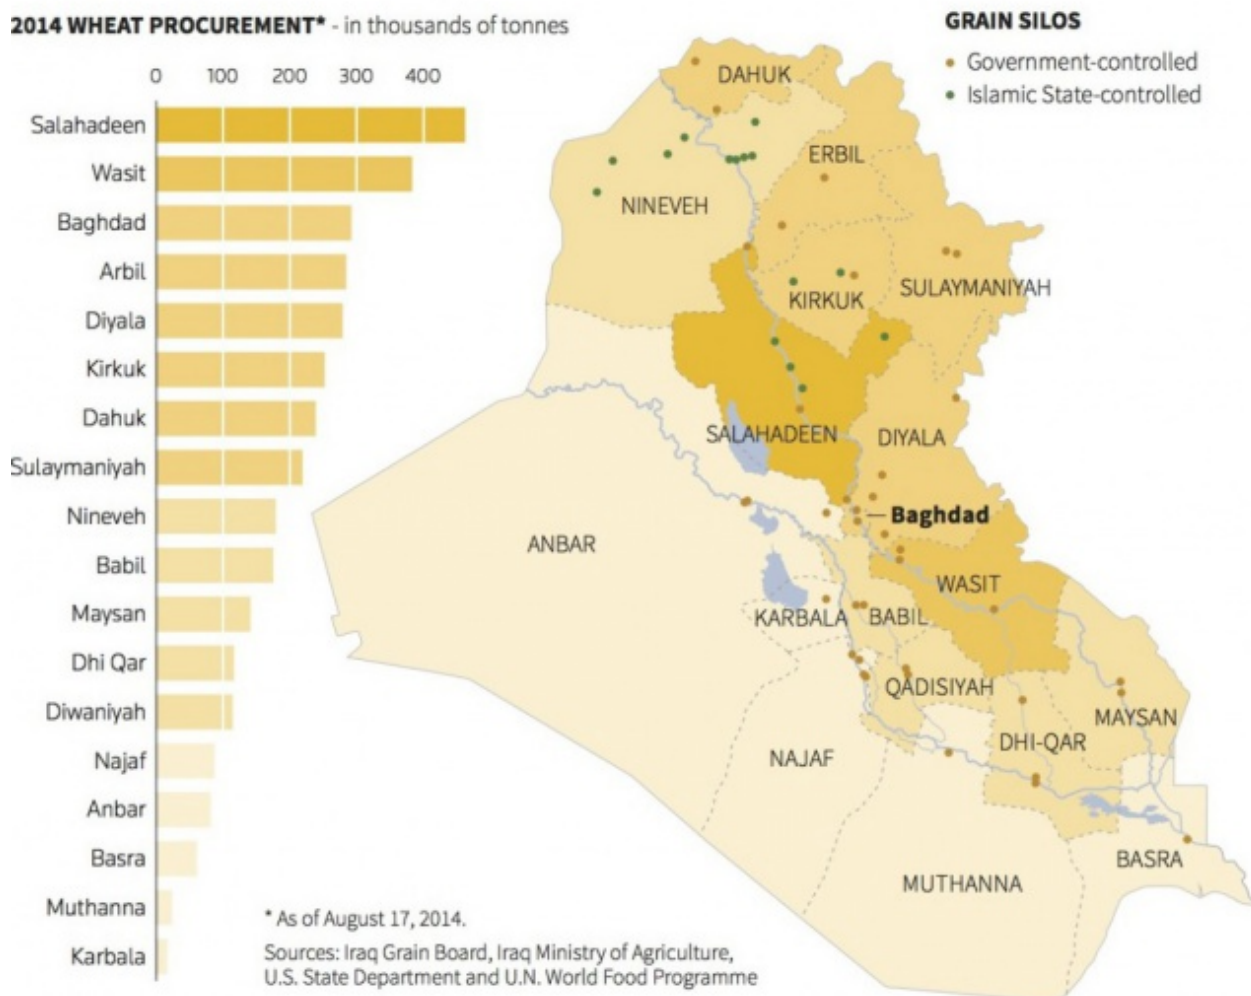 2014 WHEAT PROCUREMENT* - in thousands of tonnes
0 100 200 300 400
Salahadeen
Wasit
Baghdad
Arbil
Diyala
Kirkuk
Dahuk
Sulaymaniyah
Nineveh
Babil
Maysan
Dhi Qar
Diwaniyah
Najaf
Anbar
Basra
Muthanna
Karbala
* As of August 17, 2014.
Sources: Iraq Grain Board, Iraq Ministry of Agriculture,
U.S. State Department and U.N. World Food Programme
GRAIN SILOS
Government-controlled
Islamic State-controlled
DAHUK
ERBIL
NINEVEH
SULAYMANIYAH
KIRKUK
SALAHADEEN
DIYALA
Baghdad
ANBAR
WASIT
KARBALA
BABIL
QADISIYAH
MAYSAN
DHI-QAR
NAJAF
BASRA
MUTHANNA